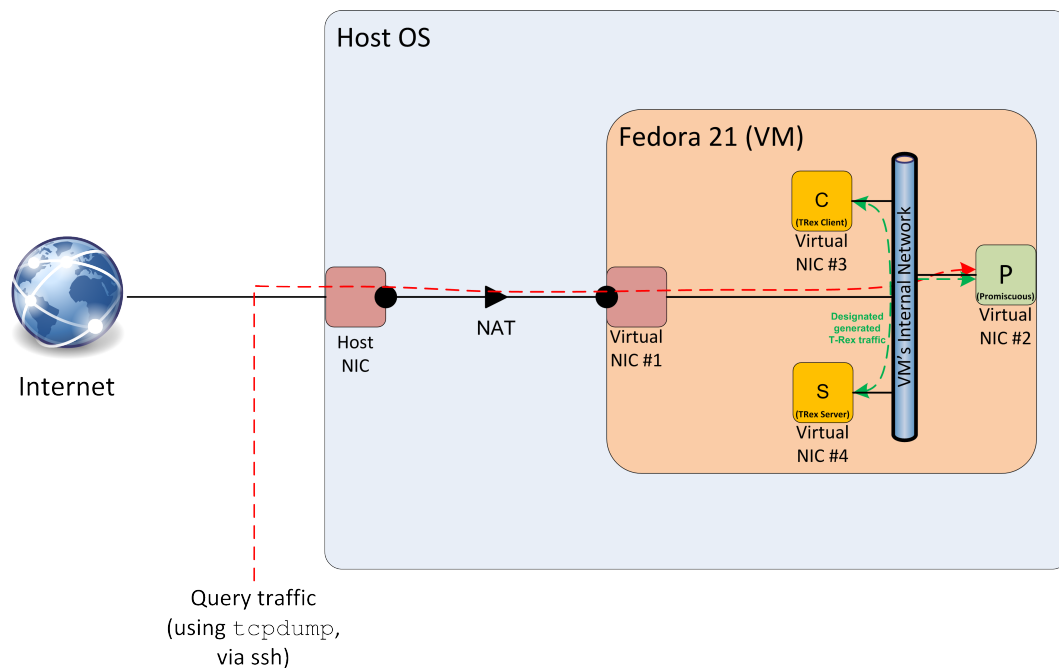 Host OS
Fedora 21 (VM)
C
(TRex Client)
Virtual
NIC #3
VM's Internal Network
P
(Promiscuous)
Virtual
NIC #2
Designated
generated
T-Rex traffic
Internet
Host
NIC
NAT
Virtual
NIC #1
S
(TRex Server)
Virtual
NIC #4
Query traffic
(using tcpdump,
via ssh)